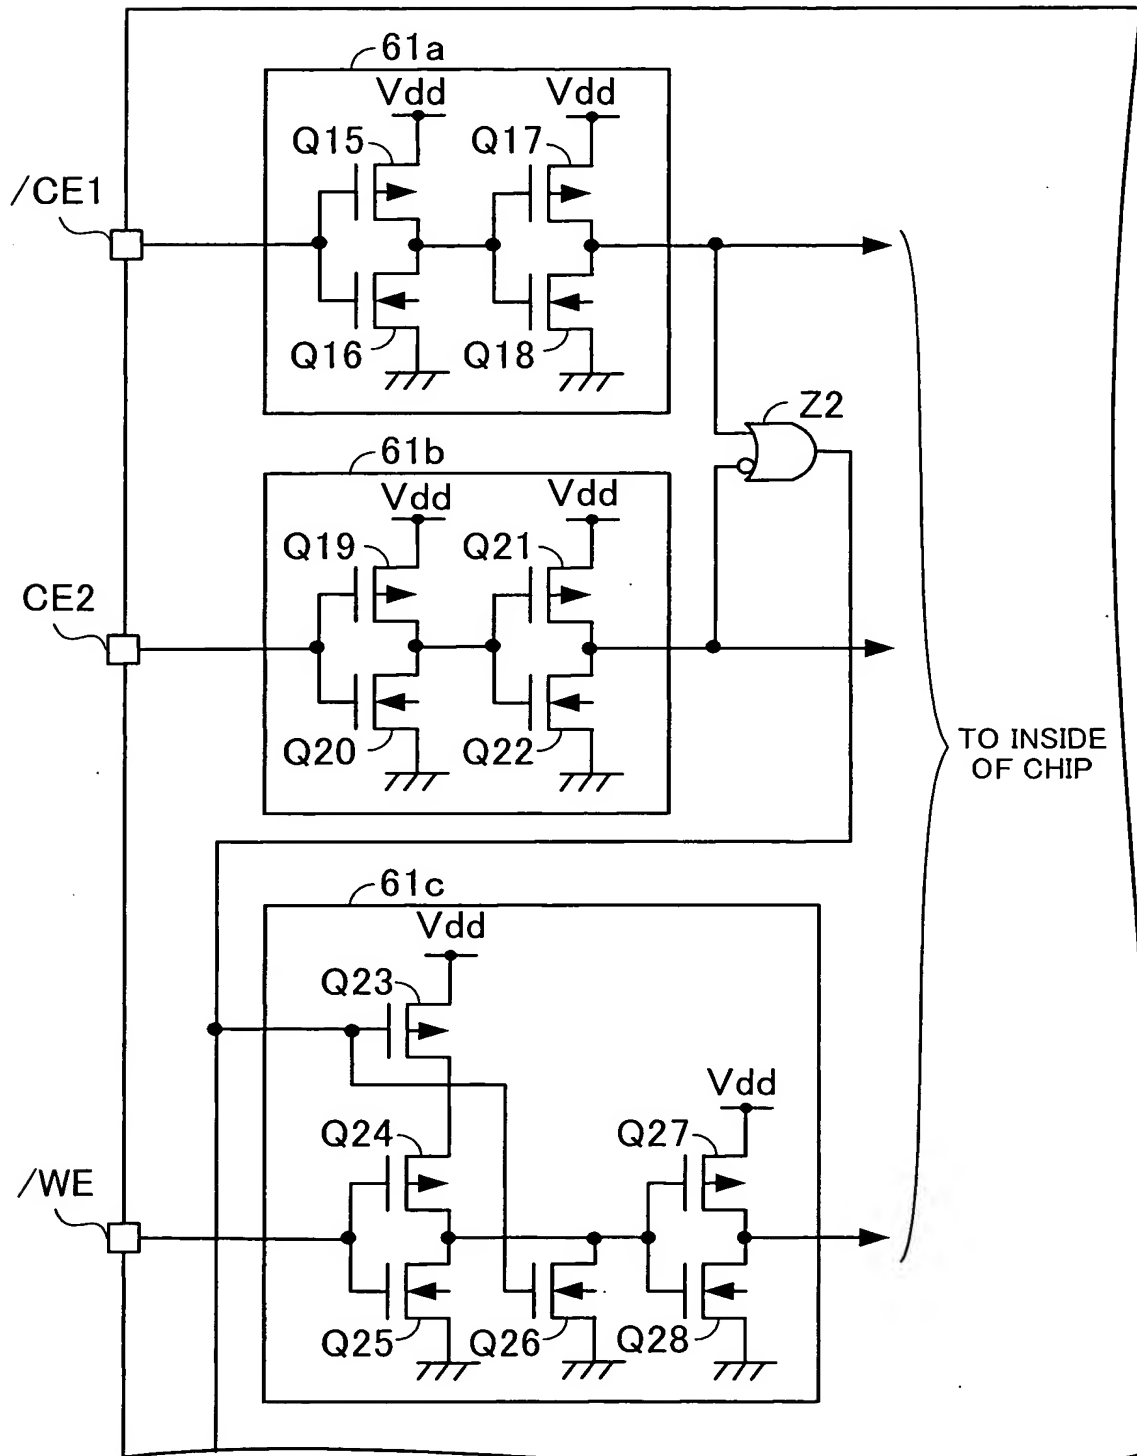 61a
Vdd
Vdd
Q15
Q17
/CE1
Q16
Q18
Z2
61b
Vdd
Vdd
Q19
Q21
CE2
Q20
Q22
TO INSIDE
OF CHIP
61c
Vdd
Q23
Vdd
Q24
Q27
/WE
Q25
Q26
Q28